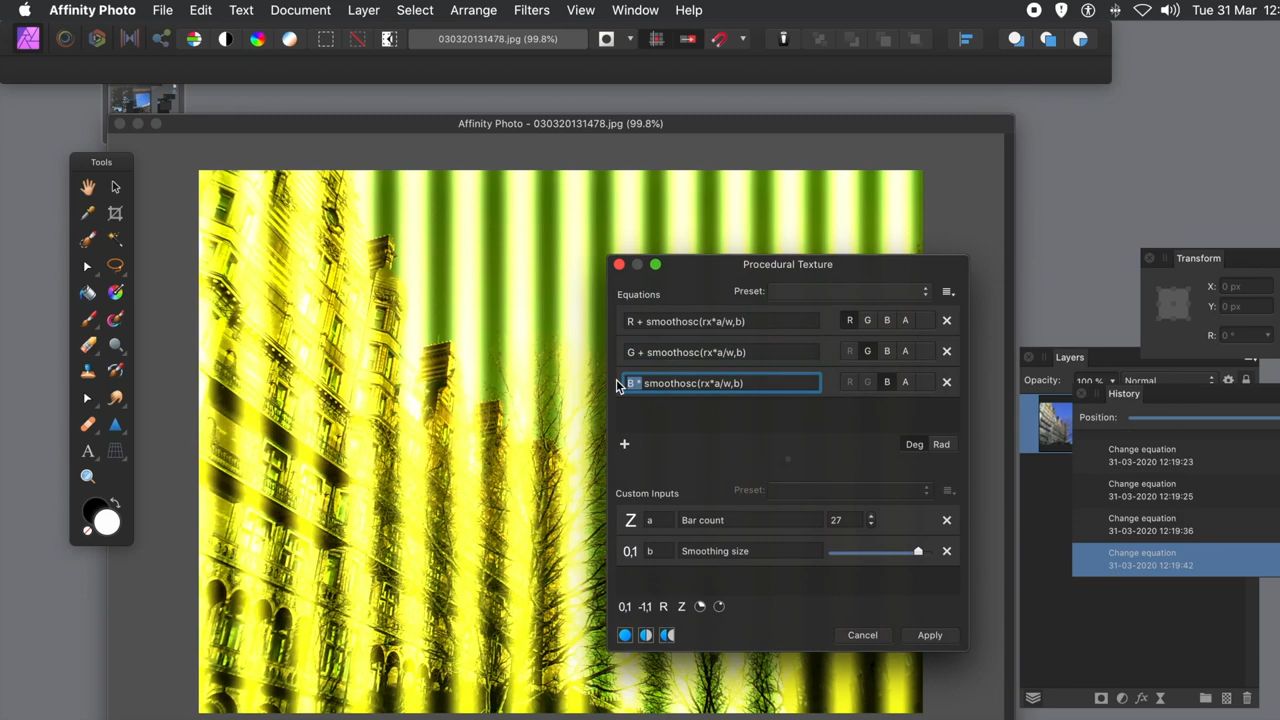 Affinity Photo File Edit Text Document Layer Select Arrange Filters View Window Help Tue 31 Mar 12:
030320131478.jpg (99.8%)
Affinity Photo - 030320131478.jpg (99.8%)
Tools
Procedural Texture
Equations Preset:
R + smoothosc(rx*a/w,b) R G B A
G + smoothosc(rx*a/w,b) R G B A
B * smoothosc(rx*a/w,b) R G B A
Deg Rad
Custom Inputs Preset:
Z a Bar count 27
0,1 b Smoothing size
0,1 -1,1 R Z
Cancel Apply
Transform
X: 0 px
Y: 0 px
R: 0 °
Layers
Opacity: 100 % Normal
History
Position:
Change equation
31-03-2020 12:19:23
Change equation
31-03-2020 12:19:25
Change equation
31-03-2020 12:19:36
Change equation
31-03-2020 12:19:42
A
fx